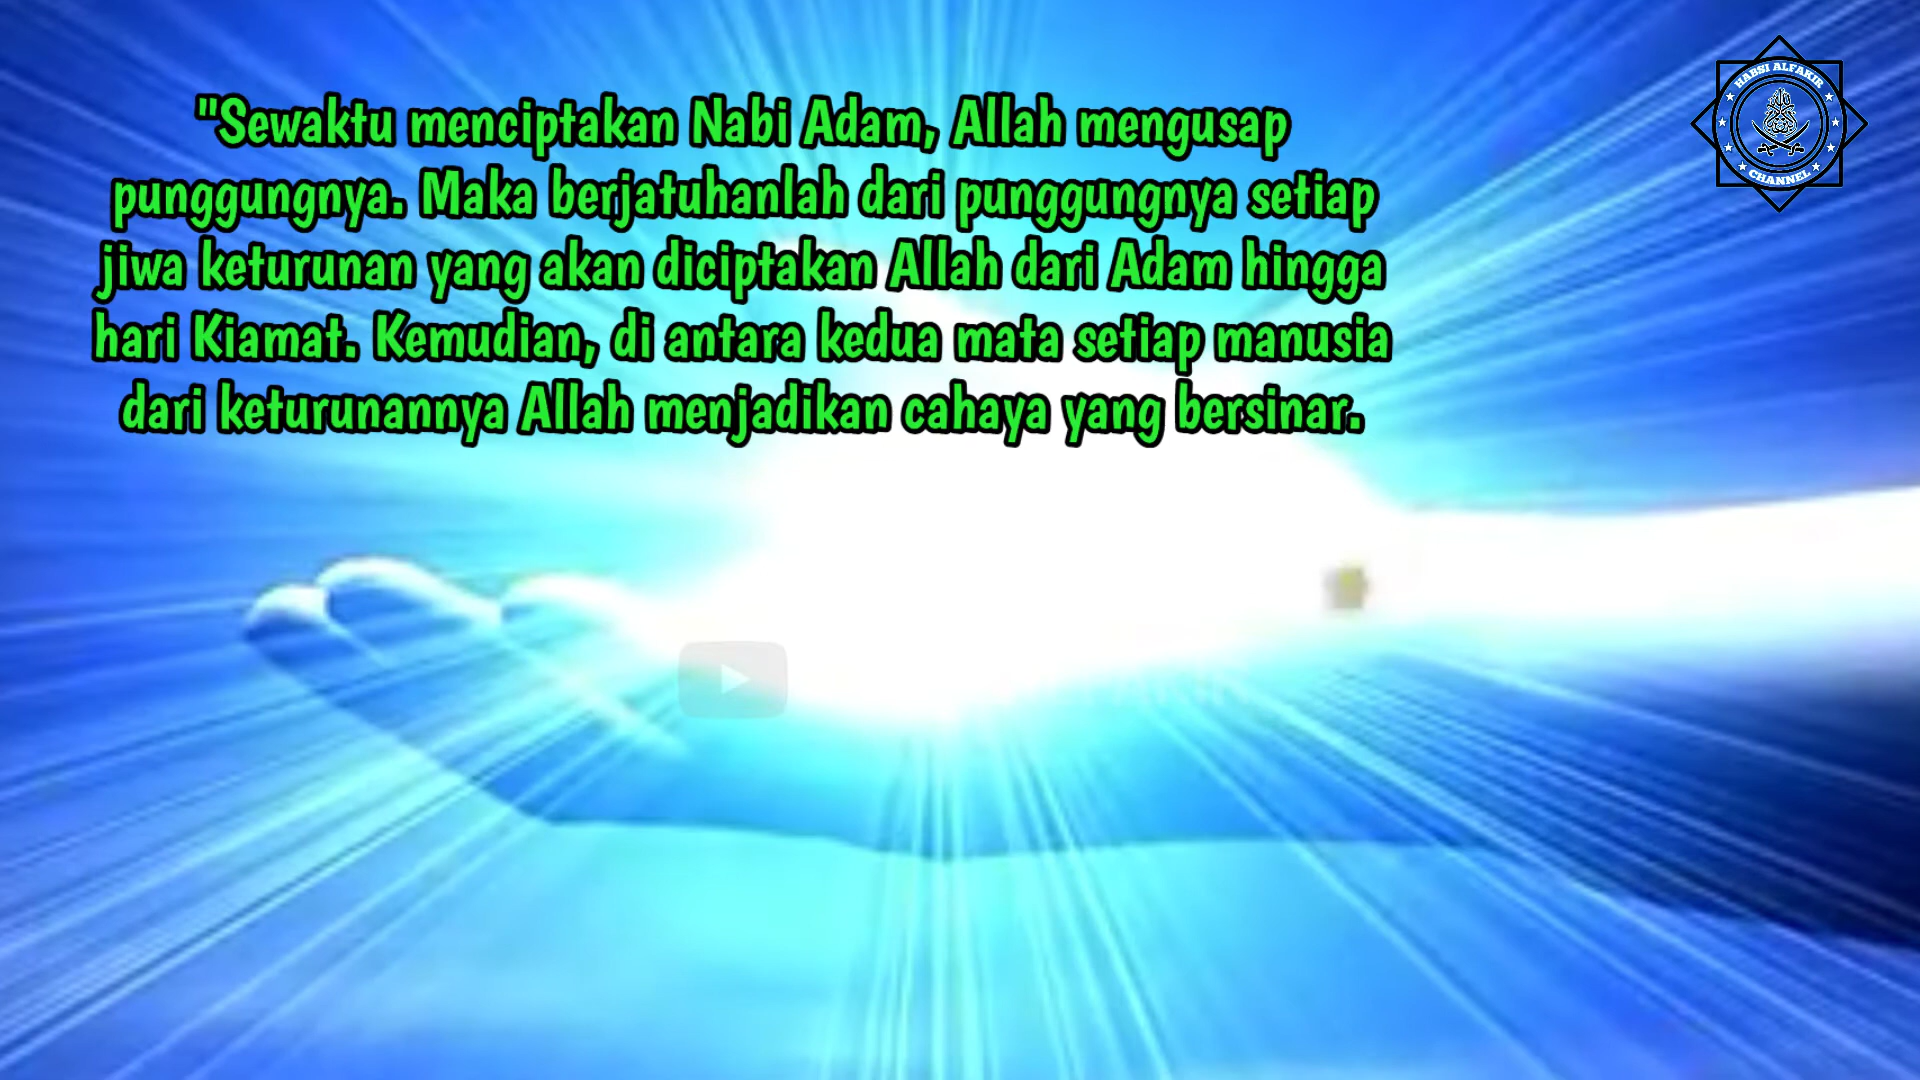 "Sewaktu menciptakan Nabi Adam, Allah mengusap
punggungnya. Maka berjatuhanlah dari punggungnya setiap
jiwa keturunan yang akan diciptakan Allah dari Adam hingga
hari Kiamat. Kemudian, di antara kedua mata setiap manusia
dari keturunannya Allah menjadikan cahaya yang bersinar.
HABSI ALFAKIR
CHANNEL